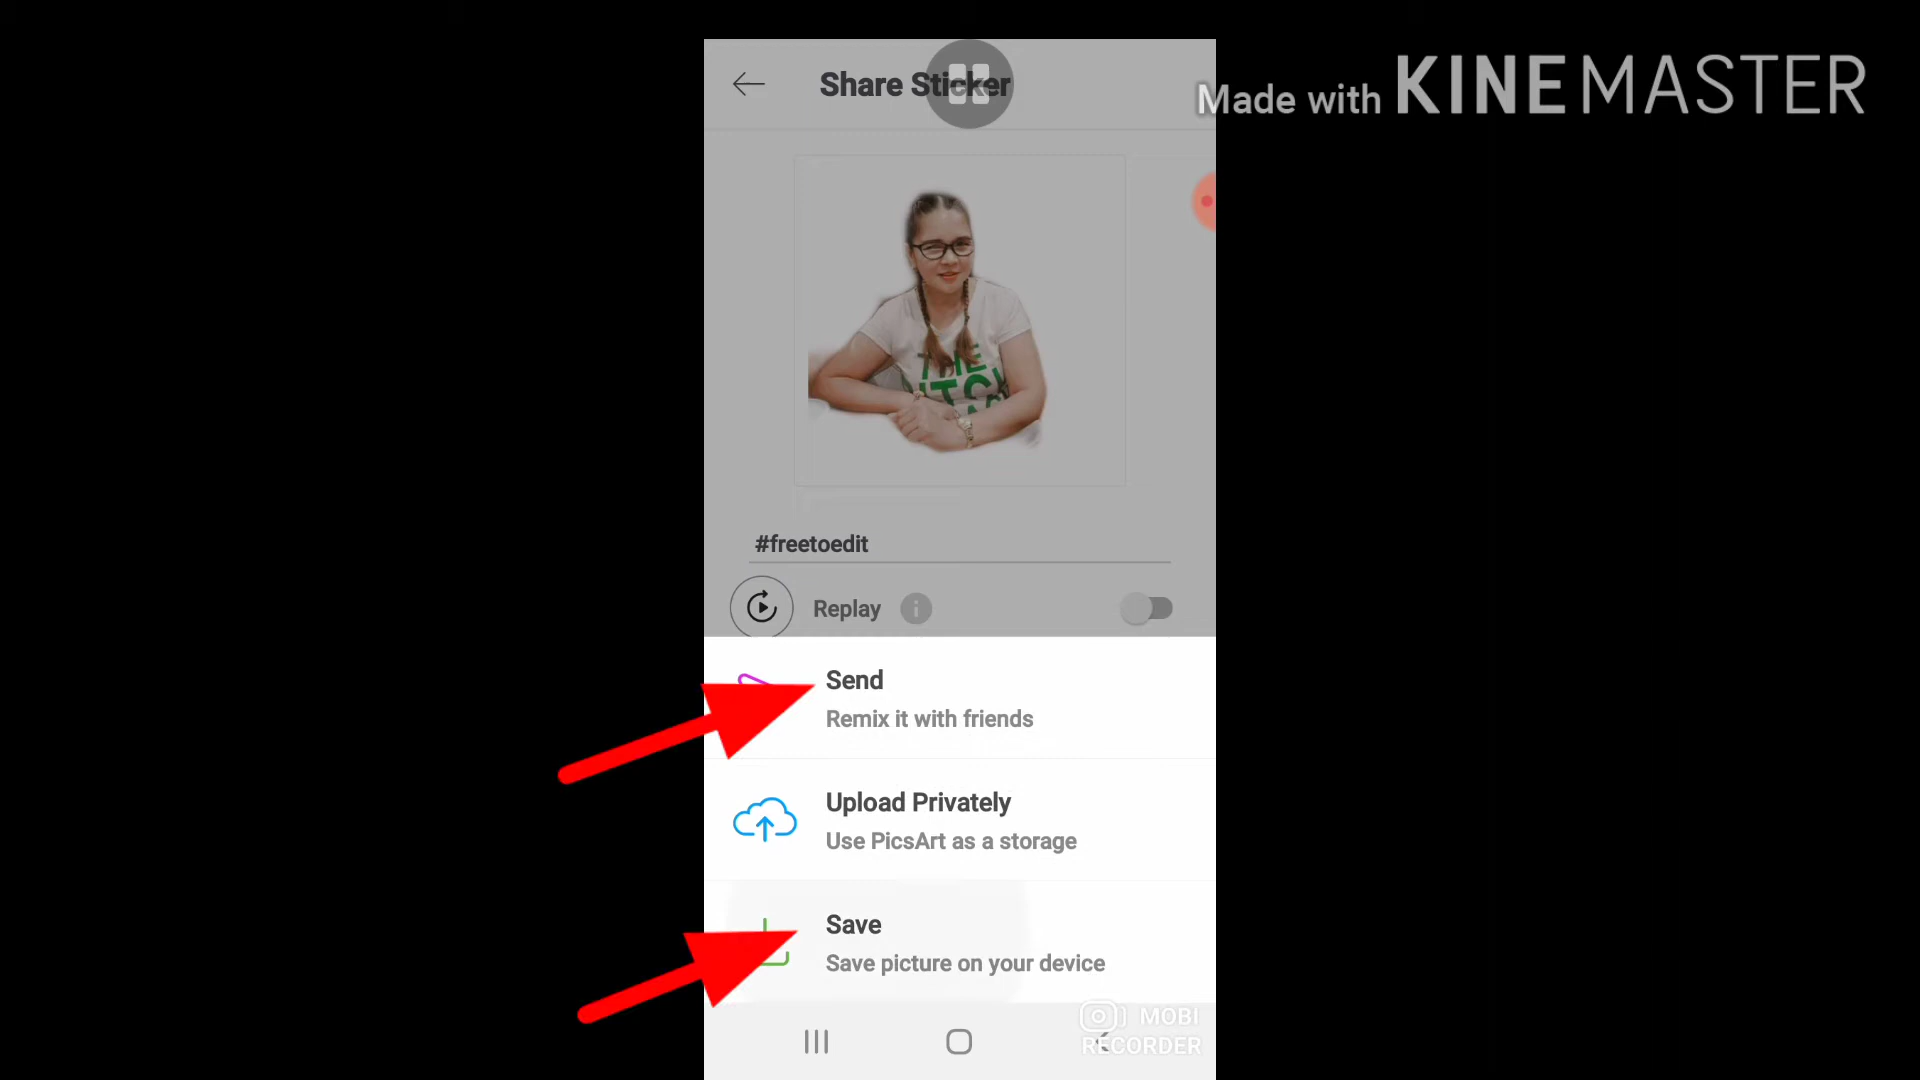 Share Sticker
Made with KINEMASTER
THE
#freetoedit
Replay
Send
Remix it with friends
Upload Privately
Use PicsArt as a storage
Save
Save picture on your device
MOBI
RECORDER